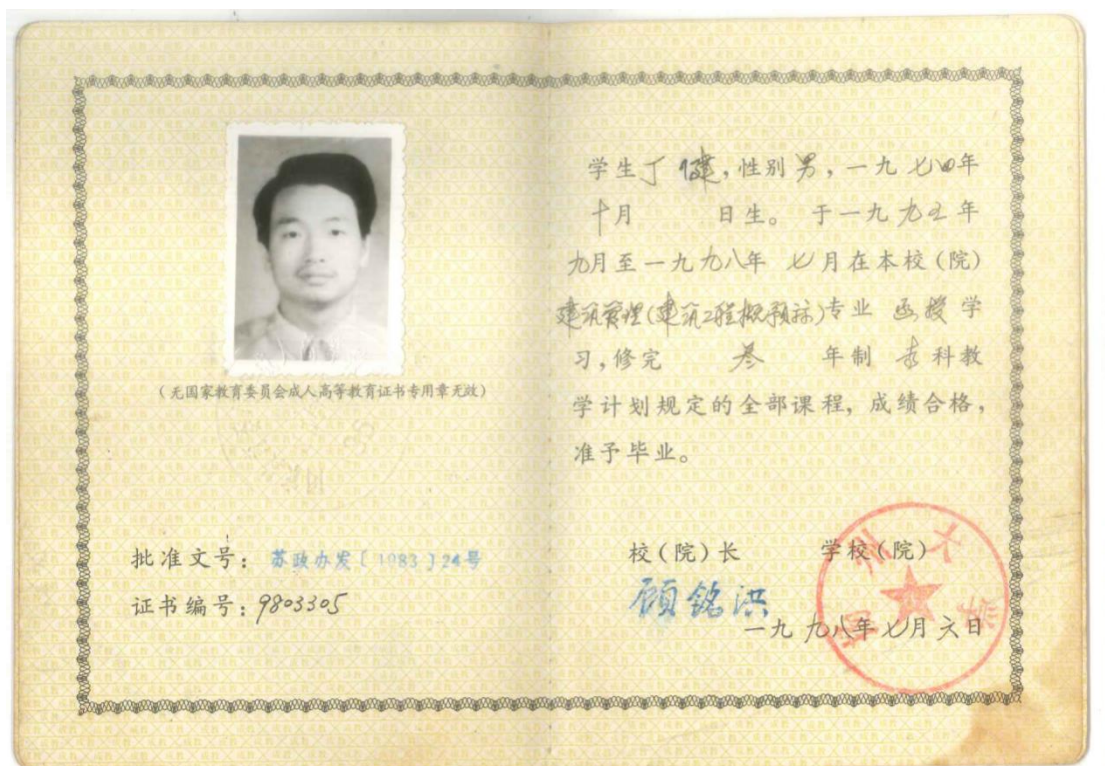 (无国家教育委员会成人高等教育证书专用章无效)
批准文号: 苏政办发〔1983〕24号
证书编号: 9803305
学生丁健,性别男,一九七四年
十月 日生。于一九九五年
九月至一九九八年 七月在本校(院)
建筑管理(建筑工程概预算)专业 函授学
习,修完 叁 年制 专科教
学计划规定的全部课程,成绩合格,
准予毕业。
校(院)长 学校(院)
顾铭洪
一九九八年七月六日